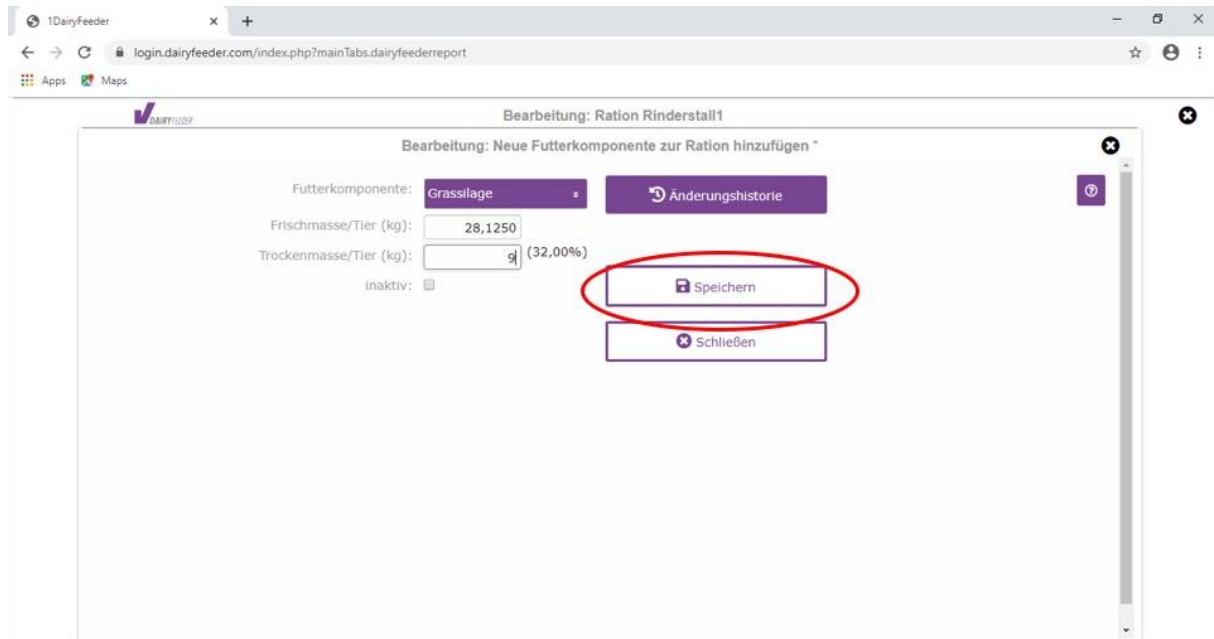 1DairyFeeder
login.dairyfeeder.com/index.php?mainTabs.dairyfeederreport
Apps Maps
DAIRYFEEDER
Bearbeitung: Ration Rinderstall1
Bearbeitung: Neue Futterkomponente zur Ration hinzufügen *
Futterkomponente: Grassilage Änderungshistorie
Frischmasse/Tier (kg): 28,1250
Trockenmasse/Tier (kg): 9 (32,00%)
inaktiv: Speichern
Schließen